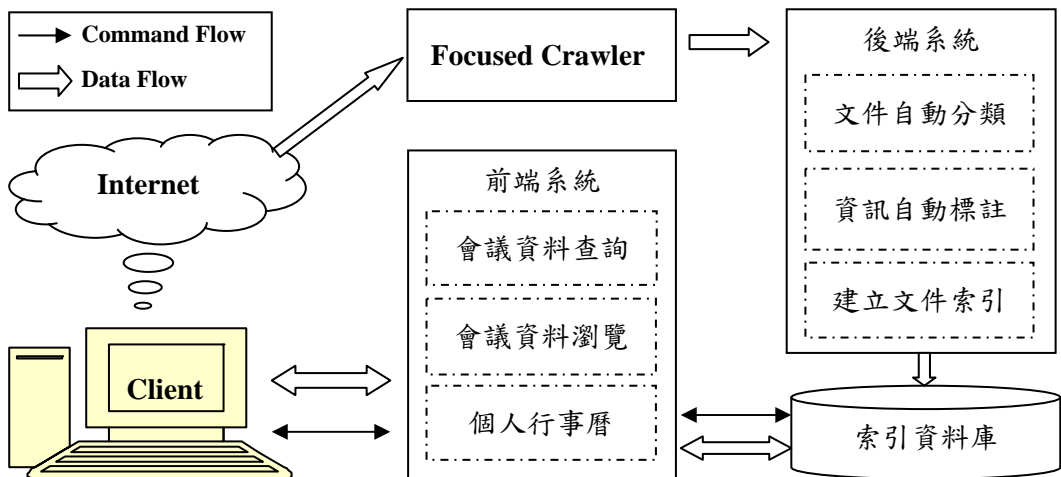 Command Flow
Data Flow
Internet
Client
Focused Crawler
前端系統
會議資料查詢
會議資料瀏覽
個人行事曆
後端系統
文件自動分類
資訊自動標註
建立文件索引
索引資料庫